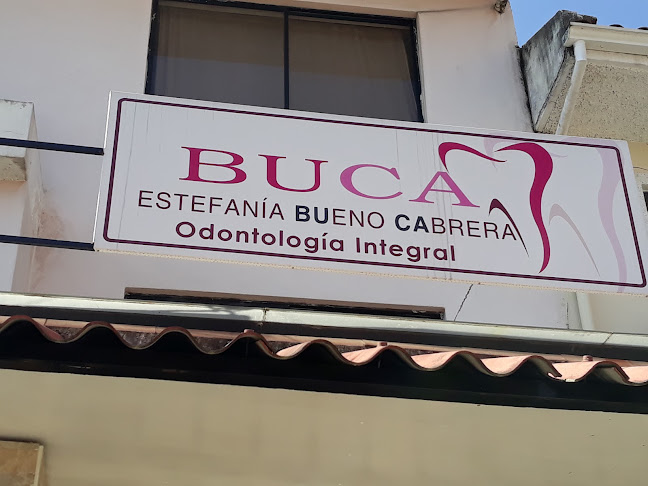 BUCA
ESTEFANÍA BUENO CABRERA
Odontología Integral